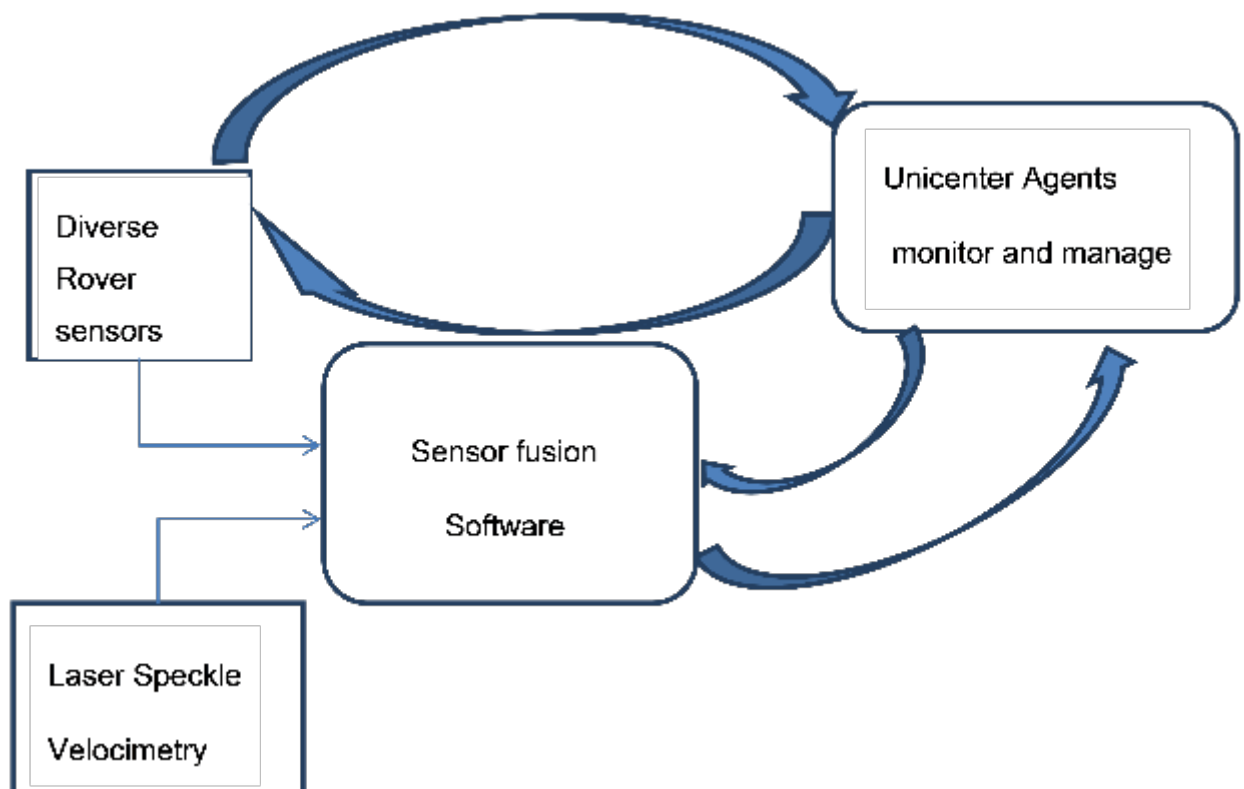 Unicenter Agents
monitor and manage
Diverse
Rover
sensors
Sensor fusion
Software
Laser Speckle
Velocimetry